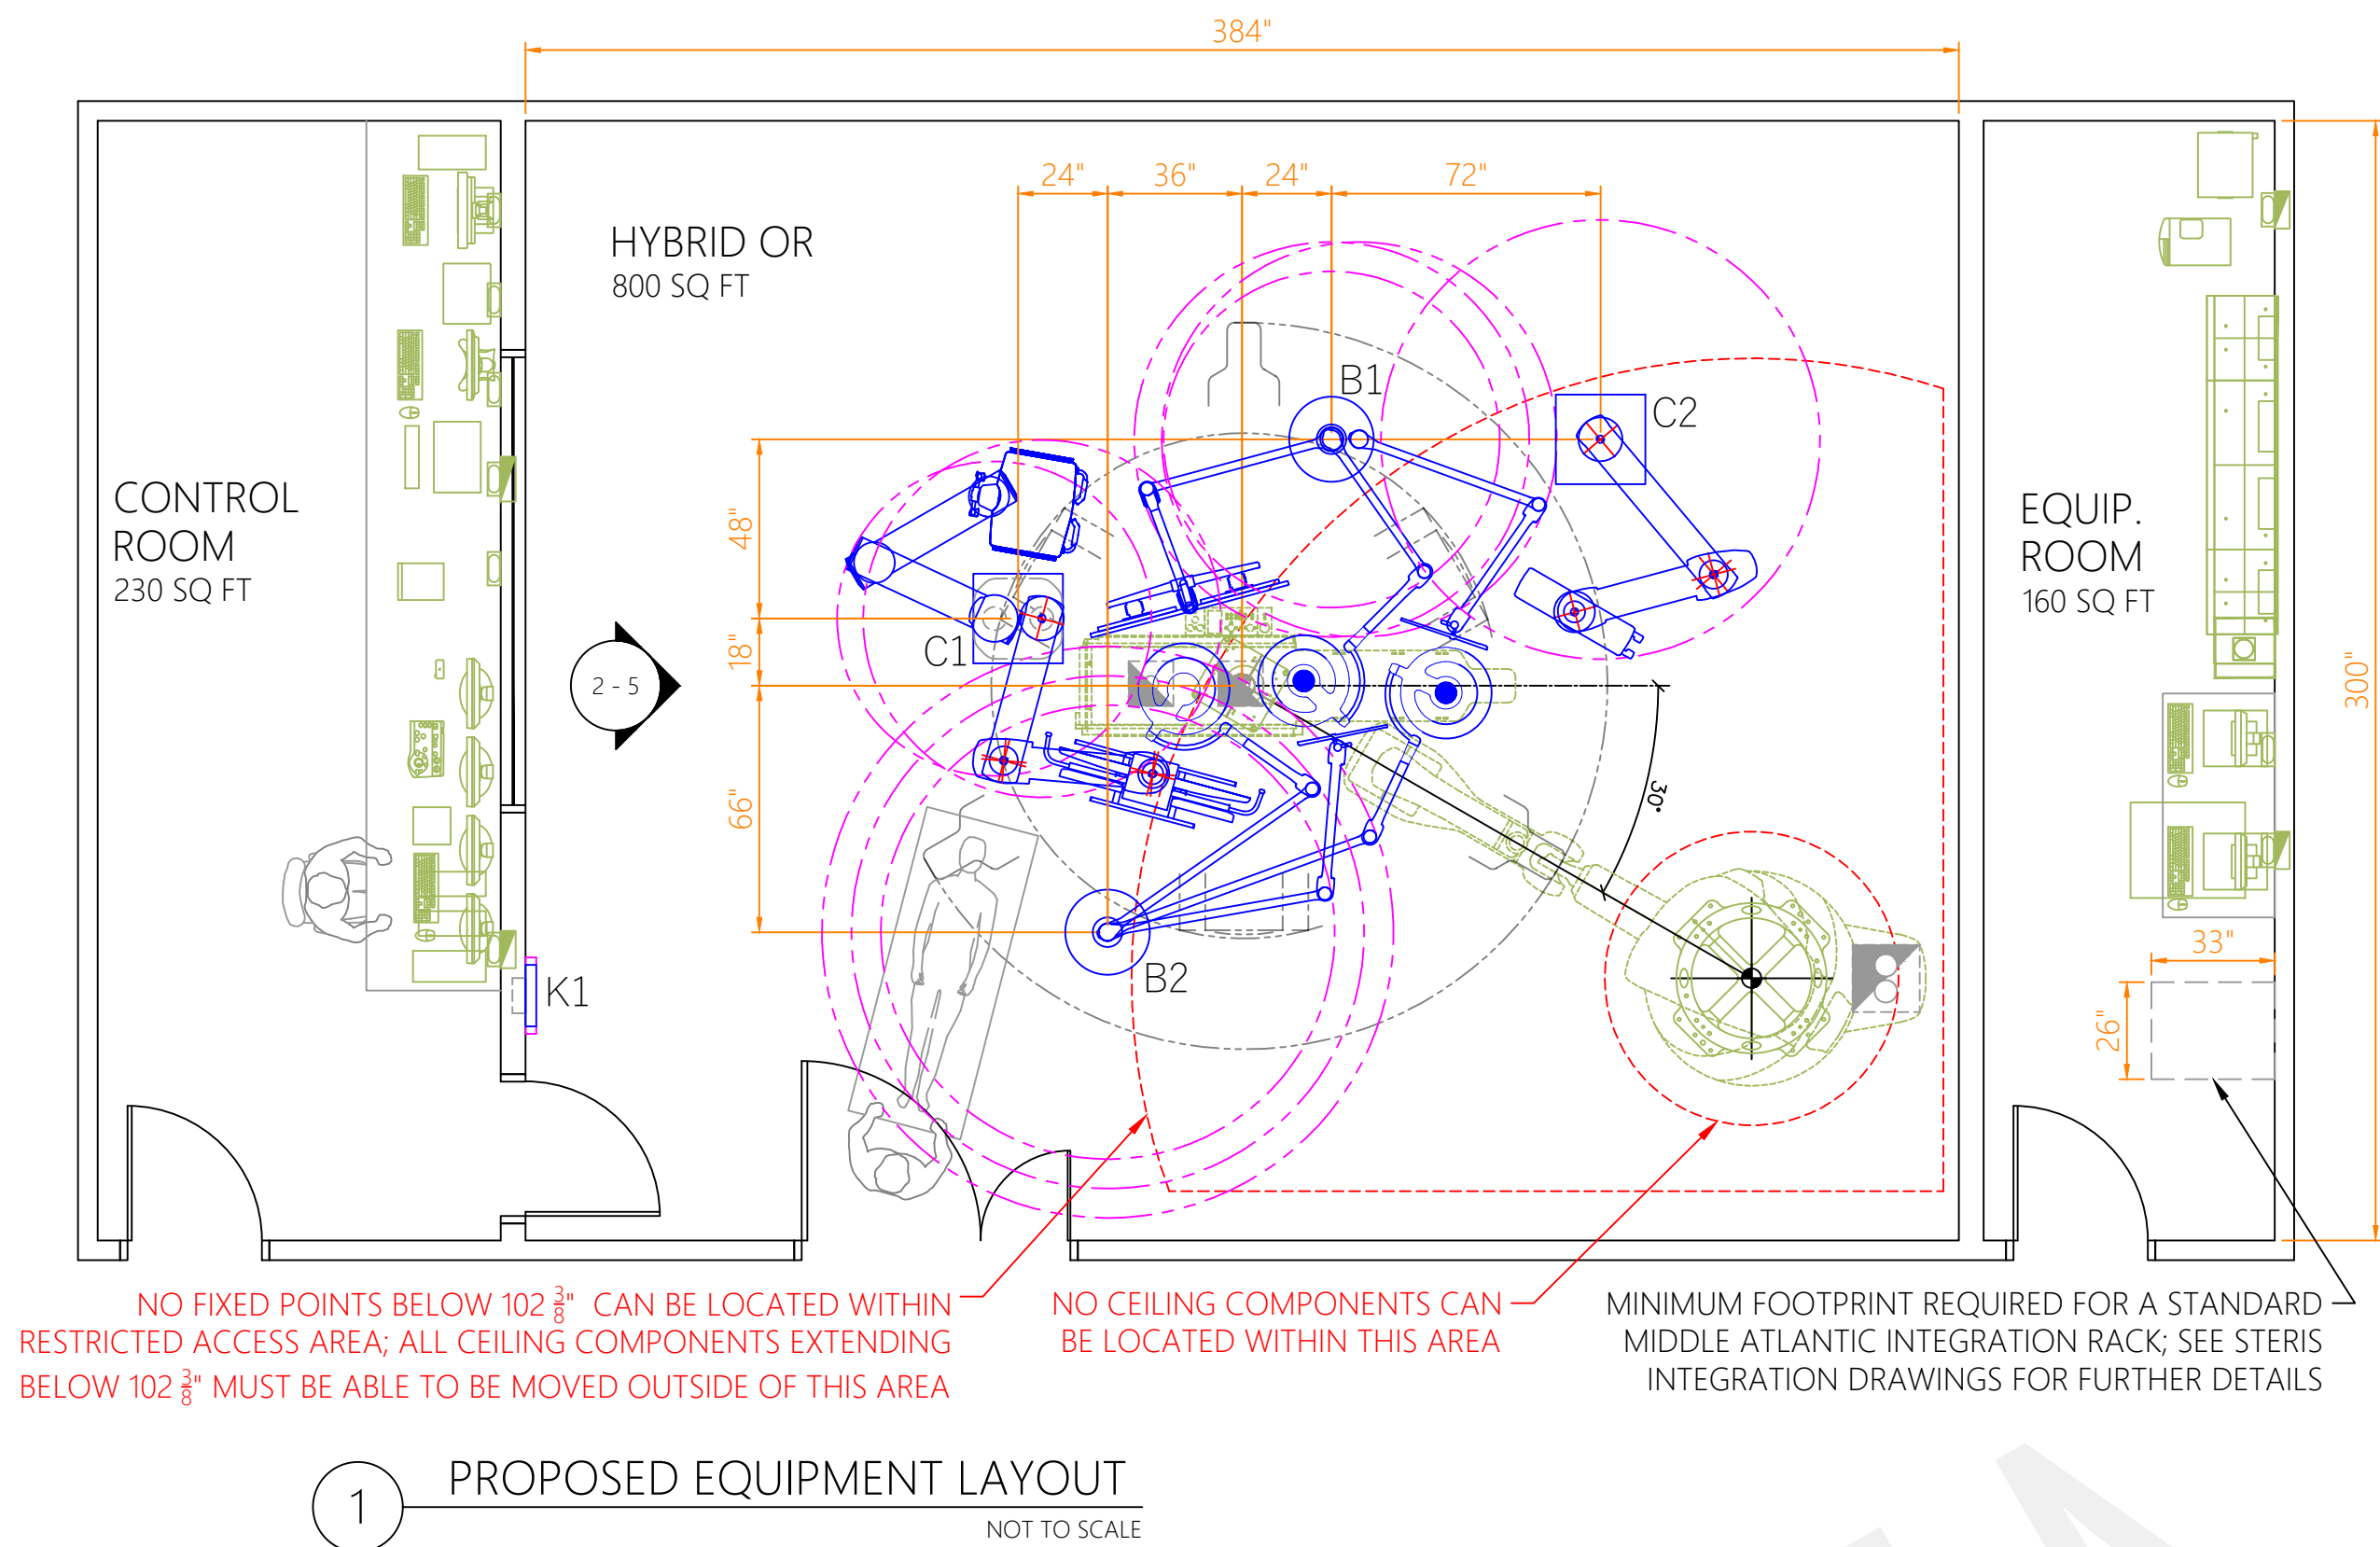 384"
24"
36"
24"
72"
HYBRID OR
800 SQ FT
B1
C2
CONTROL
ROOM
230 SQ FT
EQUIP.
ROOM
160 SQ FT
48"
18"
66"
C1
2 - 5
300"
30°
33"
26"
K1
B2
NO FIXED POINTS BELOW 102 3/8" CAN BE LOCATED WITHIN
RESTRICTED ACCESS AREA; ALL CEILING COMPONENTS EXTENDING
BELOW 102 3/8" MUST BE ABLE TO BE MOVED OUTSIDE OF THIS AREA
NO CEILING COMPONENTS CAN
BE LOCATED WITHIN THIS AREA
MINIMUM FOOTPRINT REQUIRED FOR A STANDARD
MIDDLE ATLANTIC INTEGRATION RACK; SEE STERIS
INTEGRATION DRAWINGS FOR FURTHER DETAILS
1
PROPOSED EQUIPMENT LAYOUT
NOT TO SCALE